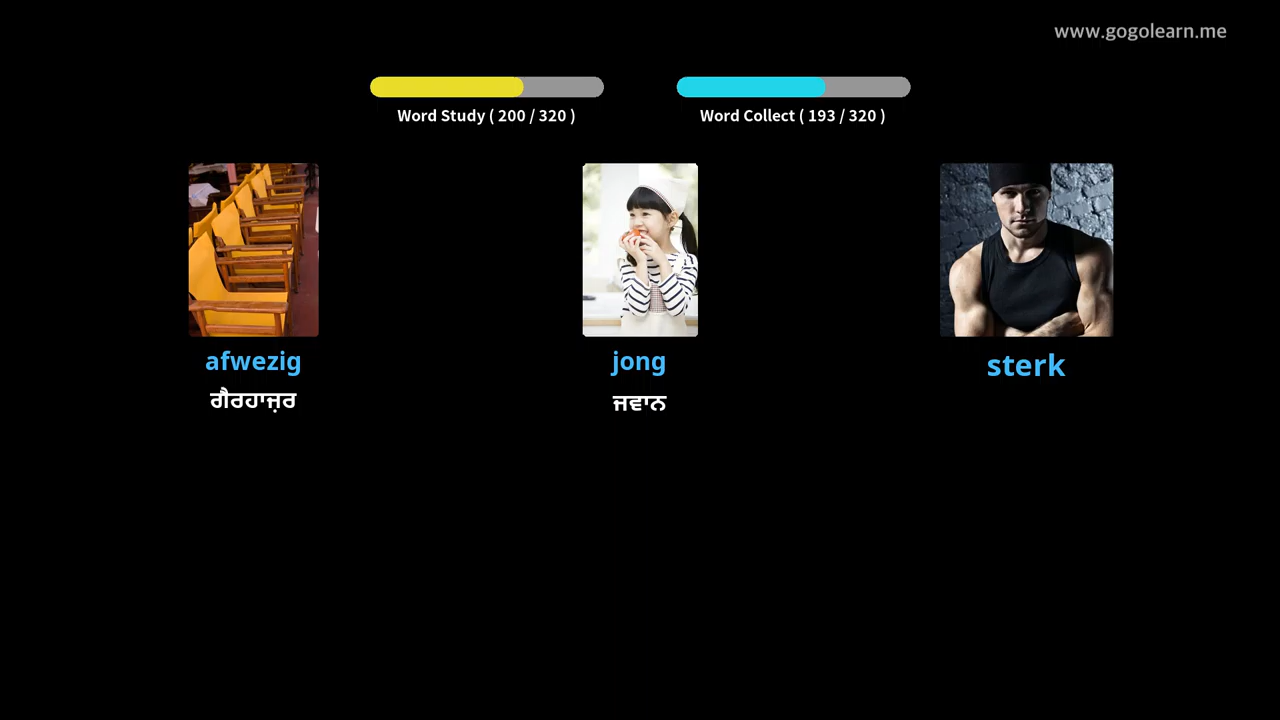 www.gogolearn.me
Word Study ( 200 / 320 )
Word Collect ( 193 / 320 )
afwezig
jong
sterk
ਗੈਰਹਾਜ਼ਰ
ਜਵਾਨ